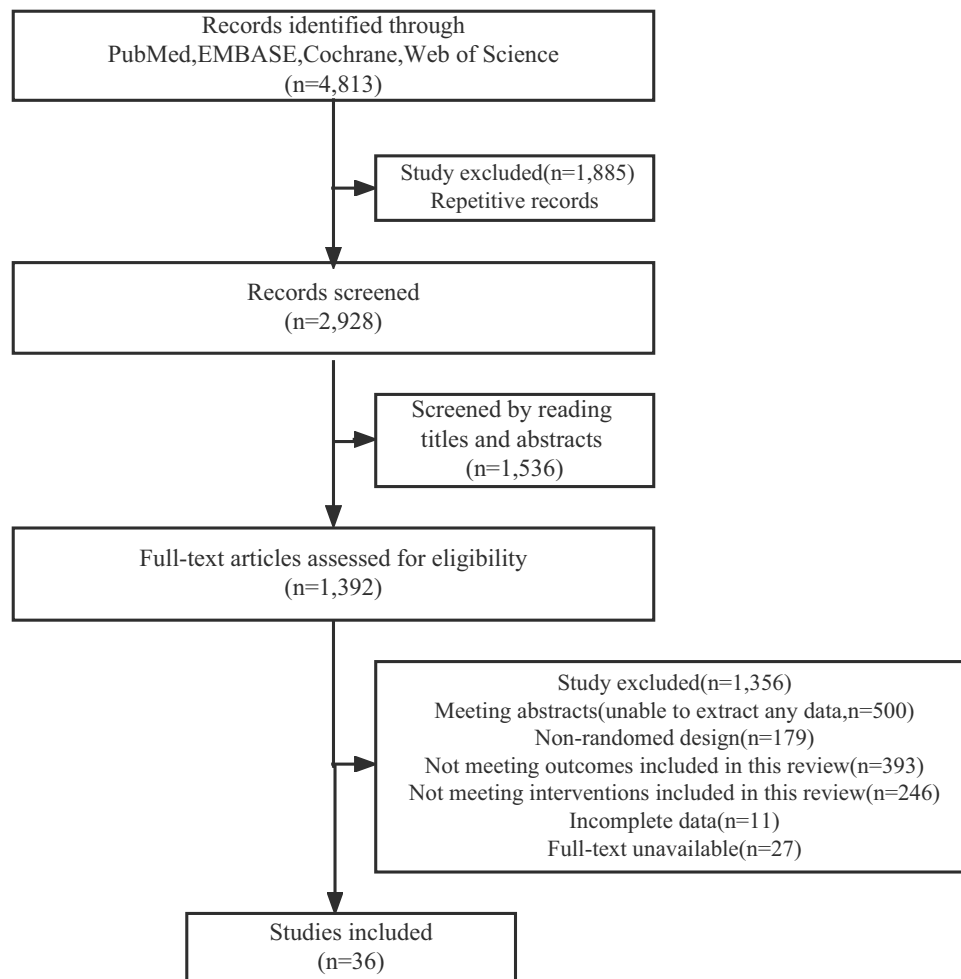 Records identified through
PubMed,EMBASE,Cochrane,Web of Science
(n=4,813)
Study excluded(n=1,885)
Repetitive records
Records screened
(n=2,928)
Screened by reading
titles and abstracts
(n=1,536)
Full-text articles assessed for eligibility
(n=1,392)
Study excluded(n=1,356)
Meeting abstracts(unable to extract any data,n=500)
Non-randomed design(n=179)
Not meeting outcomes included in this review(n=393)
Not meeting interventions included in this review(n=246)
Incomplete data(n=11)
Full-text unavailable(n=27)
Studies included
(n=36)